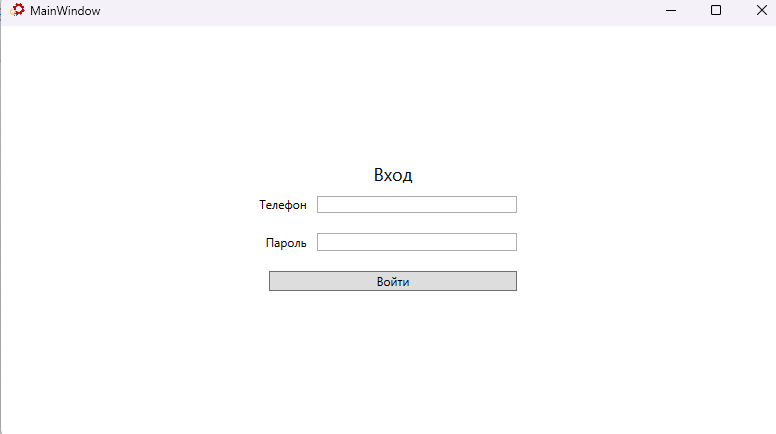 MainWindow
Вход
Телефон
Пароль
Войти